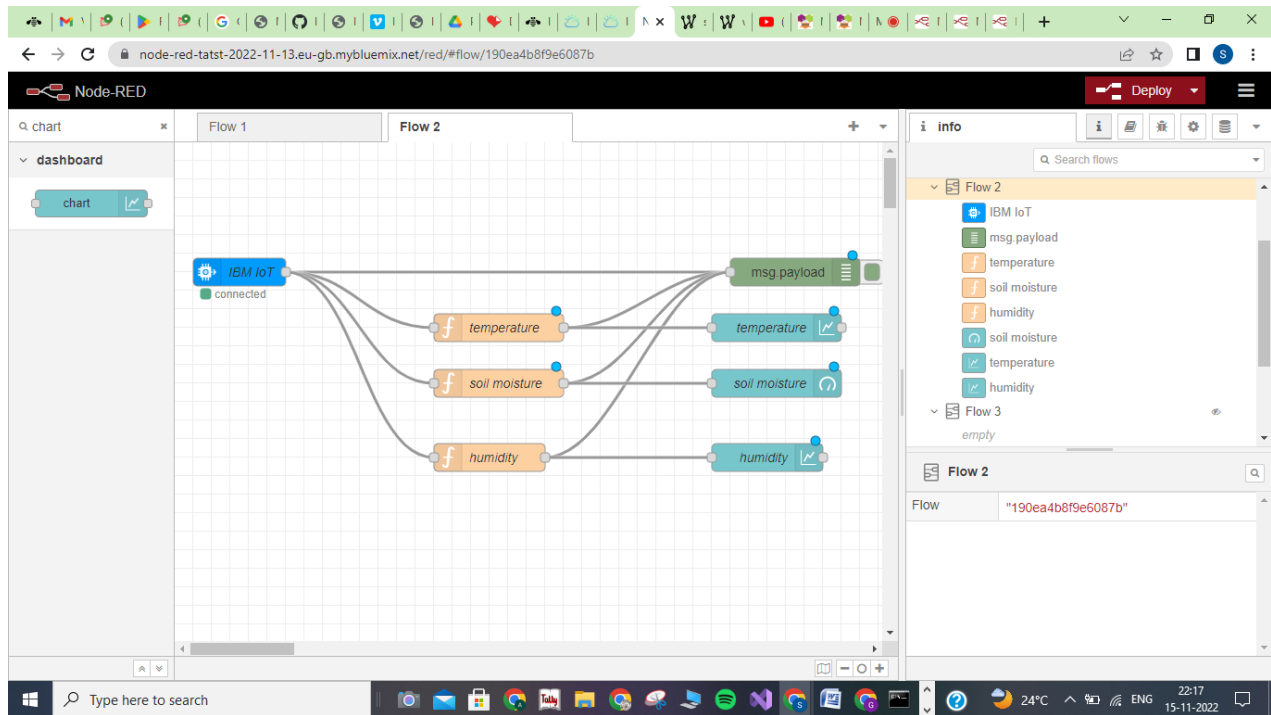 node-red-tatst-2022-11-13.eu-gb.mybluemix.net/red/#flow/190ea4b8f9e6087b
S
Node-RED
Deploy
chart
Flow 1
Flow 2
i info
i
Search flows
dashboard
chart
IBM IoT
connected
msg.payload
temperature
temperature
soil moisture
soil moisture
humidity
humidity
Flow 2
IBM IoT
msg.payload
temperature
soil moisture
humidity
soil moisture
temperature
humidity
Flow 3
empty
Flow 2
Flow
"190ea4b8f9e6087b"
Type here to search
Tally
24°C
ENG
22:17
15-11-2022